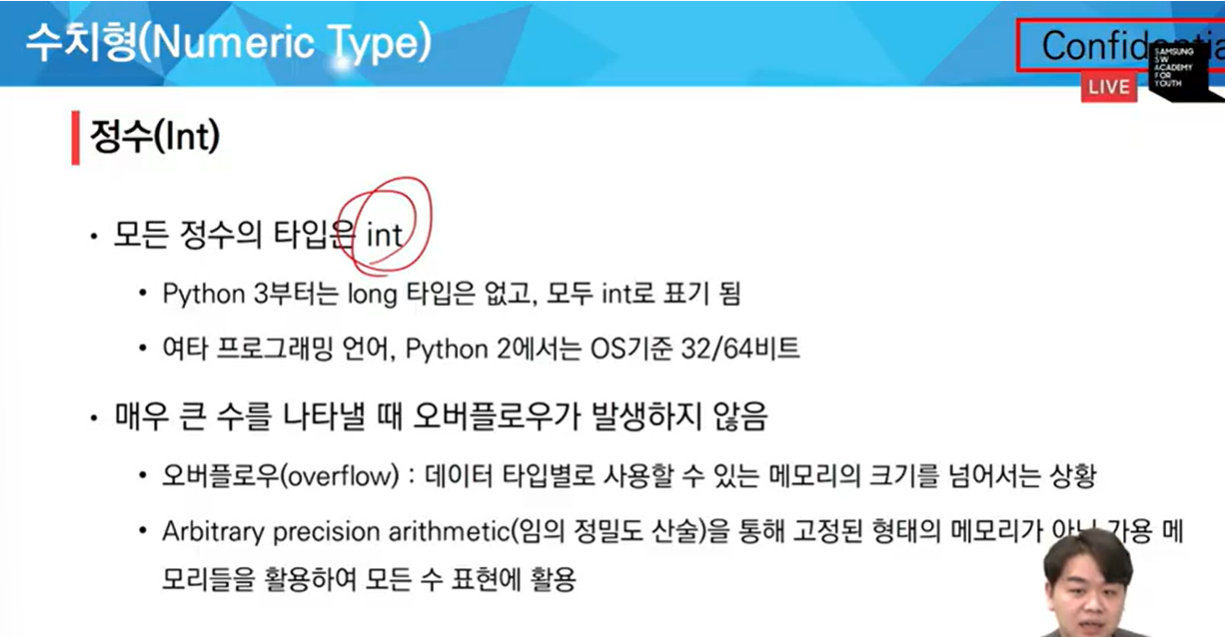 수치형(Numeric Type)
LIVE
SAMSUNG
SW
ACADEMY
FOR
YOUTH
정수(Int)
• 모든 정수의 타입은 int
• Python 3부터는 long 타입은 없고, 모두 int로 표기 됨
• 여타 프로그래밍 언어, Python 2에서는 OS기준 32/64비트
• 매우 큰 수를 나타낼 때 오버플로우가 발생하지 않음
• 오버플로우(overflow) : 데이터 타입별로 사용할 수 있는 메모리의 크기를 넘어서는 상황
• Arbitrary precision arithmetic(임의 정밀도 산술)을 통해 고정된 형태의 메모리가 아닌 가용 메
모리들을 활용하여 모든 수 표현에 활용